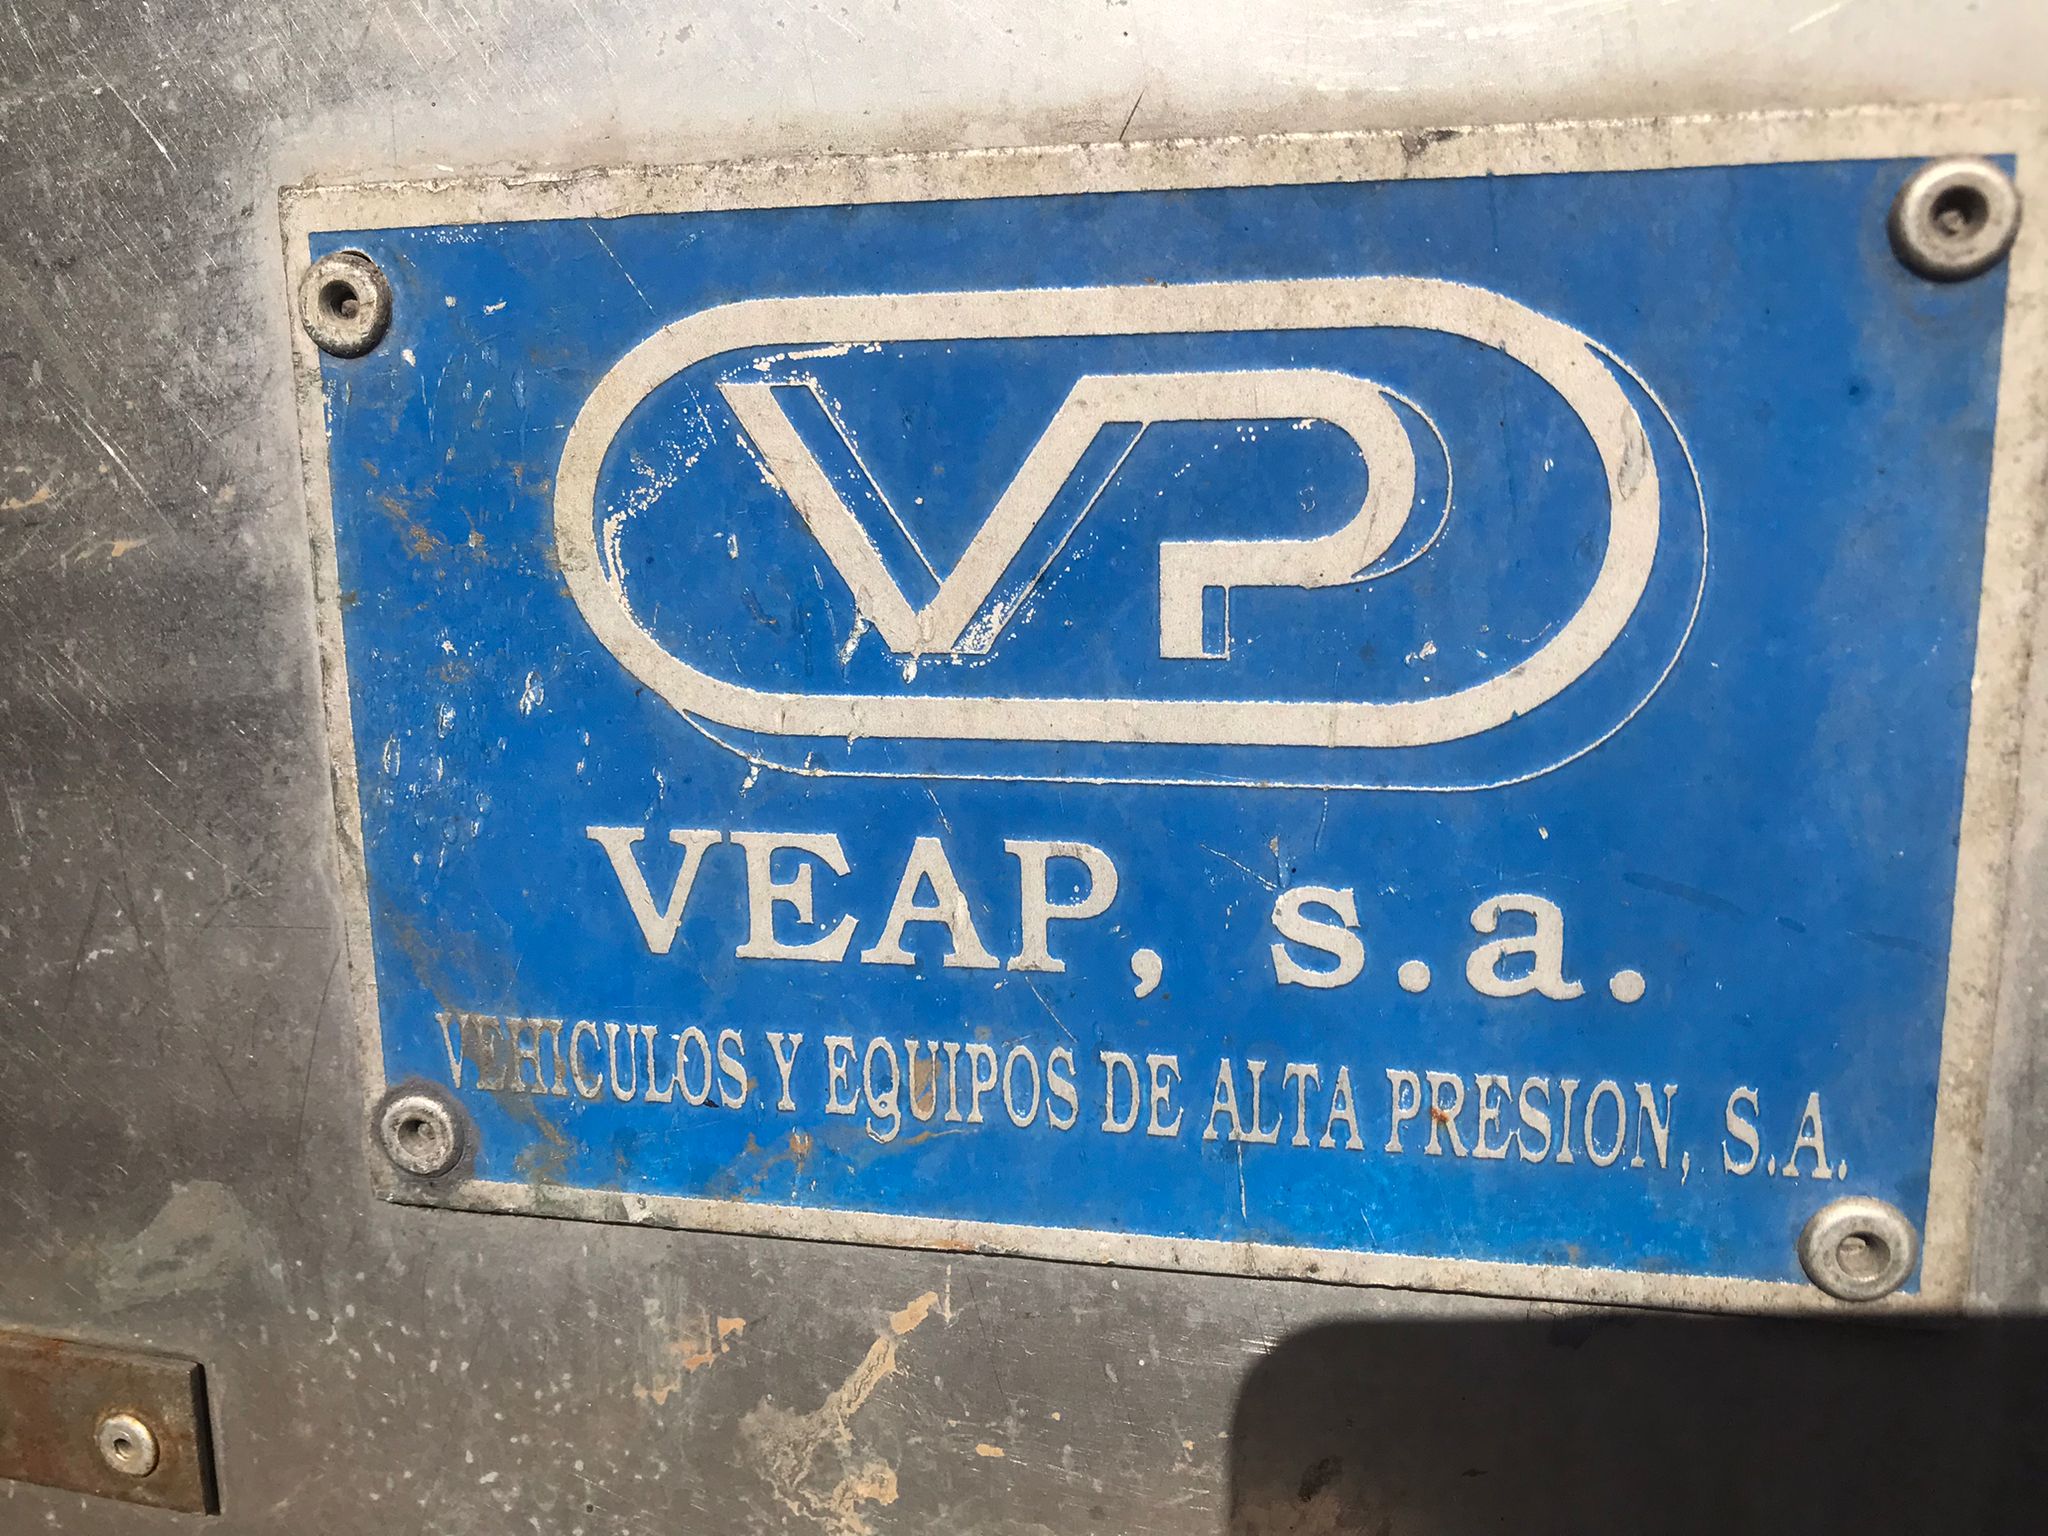 VP
VEAP, s.a.
VEHICULOS Y EQUIPOS DE ALTA PRESION, S.A.